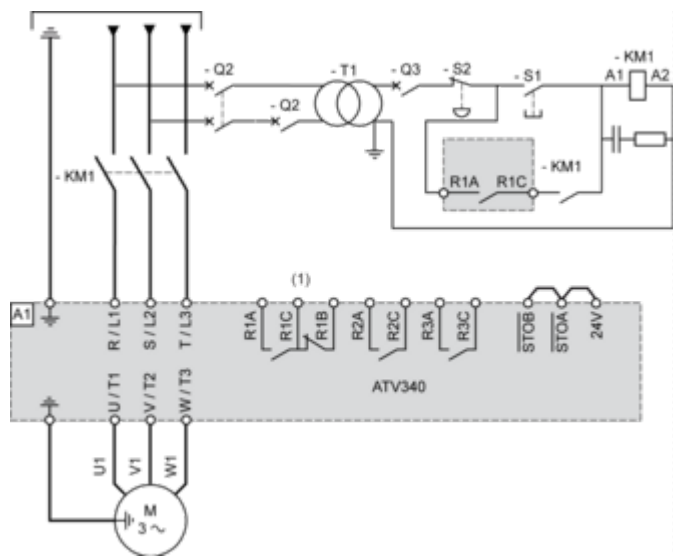 - Q2
- T1
- Q3
- S2
- S1
- KM1
A1
A2
- Q2
- KM1
R1A
R1C
- KM1
(1)
A1
R / L1
S / L2
T / L3
R1A
R1C
R1B
R2A
R2C
R3A
R3C
STOB
STOA
24V
U / T1
V / T2
W / T3
ATV340
U1
V1
W1
M
3 ~